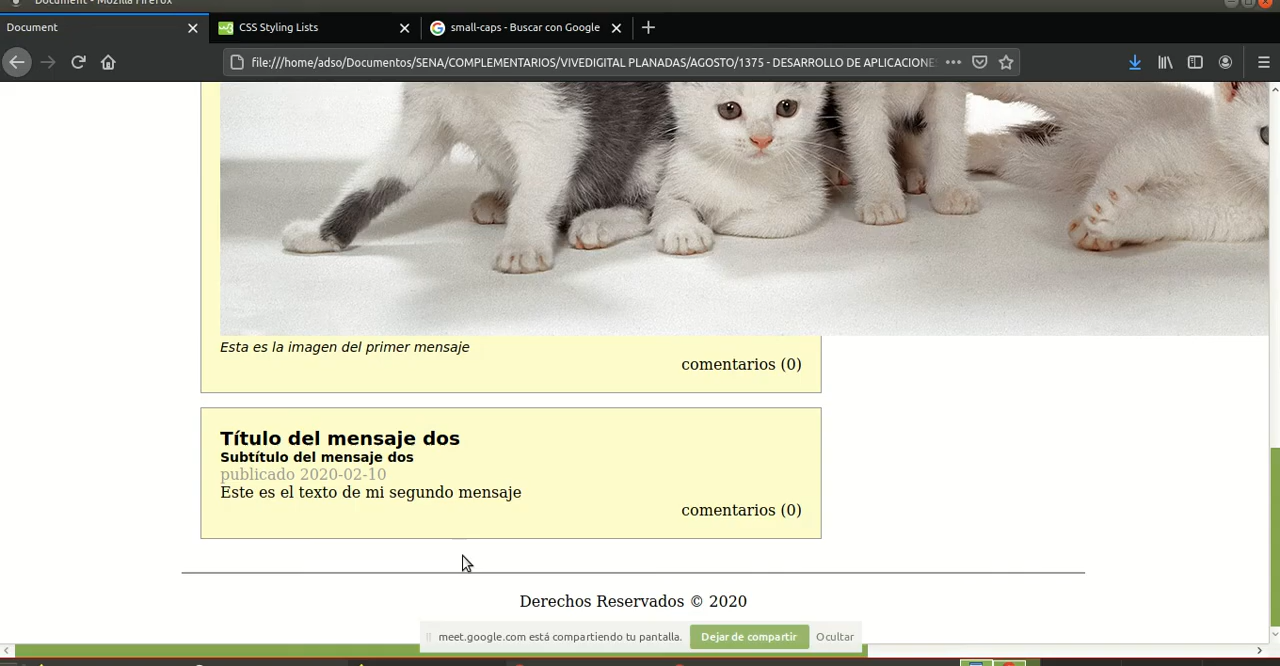 Document - Mozilla Firefox
Document
CSS Styling Lists
small-caps - Buscar con Google
file:///home/adso/Documentos/SENA/COMPLEMENTARIOS/VIVEDIGITAL PLANADAS/AGOSTO/1375 - DESARROLLO DE APLICACIONE
Esta es la imagen del primer mensaje
comentarios (0)
Título del mensaje dos
Subtítulo del mensaje dos
publicado 2020-02-10
Este es el texto de mi segundo mensaje
comentarios (0)
Derechos Reservados © 2020
meet.google.com está compartiendo tu pantalla. Dejar de compartir Ocultar